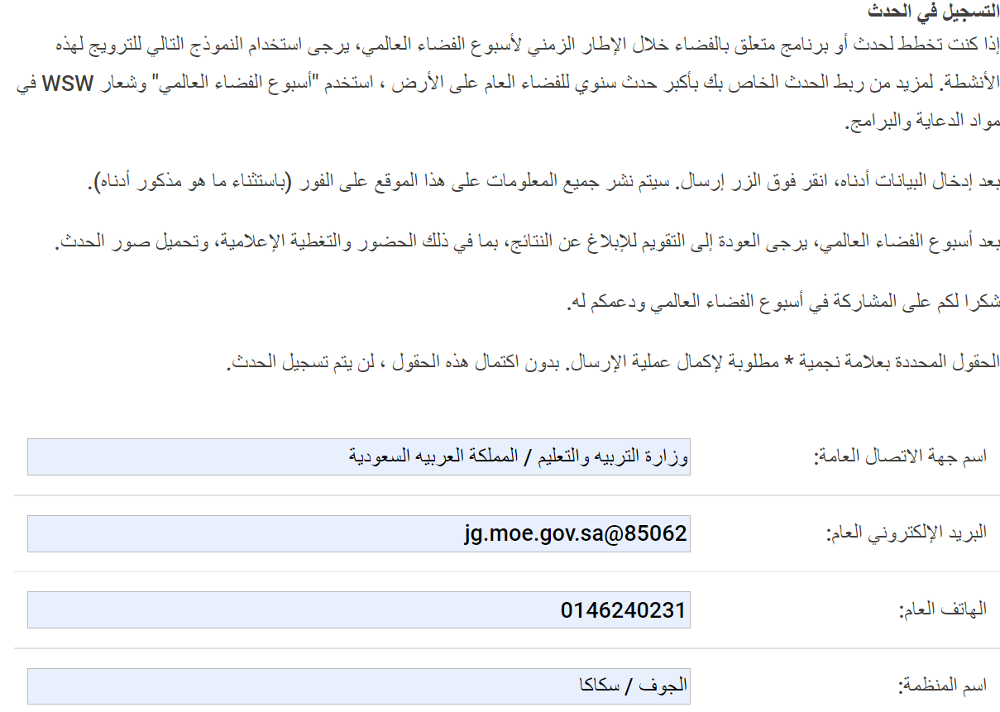 التسجيل في الحدث
إذا كنت تخطط لحدث أو برنامج متعلق بالفضاء خلال الإطار الزمني لأسبوع الفضاء العالمي، يرجى استخدام النموذج التالي للترويج لهذه
الأنشطة. لمزيد من ربط الحدث الخاص بك بأكبر حدث سنوي للفضاء العام على الأرض ، استخدم "أسبوع الفضاء العالمي" وشعار WSW في
مواد الدعاية والبرامج.
بعد إدخال البيانات أدناه، انقر فوق الزر إرسال. سيتم نشر جميع المعلومات على هذا الموقع على الفور (باستثناء ما هو مذكور أدناه).
بعد أسبوع الفضاء العالمي، يرجى العودة إلى التقويم للإبلاغ عن النتائج، بما في ذلك الحضور والتغطية الإعلامية، وتحميل صور الحدث.
شكرا لكم على المشاركة في أسبوع الفضاء العالمي ودعمكم له.
الحقول المحددة بعلامة نجمية * مطلوبة لإكمال عملية الإرسال. بدون اكتمال هذه الحقول ، لن يتم تسجيل الحدث.
اسم جهة الاتصال العامة: وزارة التربيه والتعليم / المملكة العربيه السعودية
البريد الإلكتروني العام: jg.moe.gov.sa@85062
الهاتف العام: 0146240231
اسم المنظمة: الجوف / سكاكا